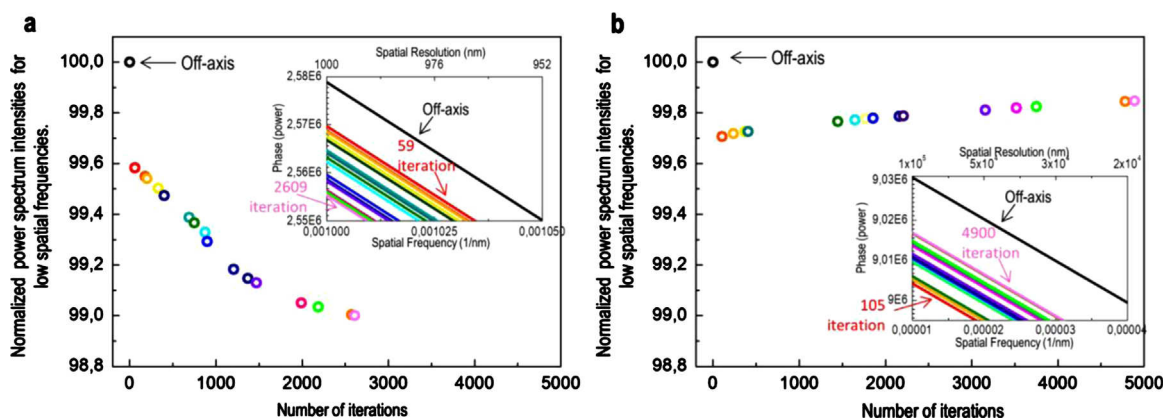 a
Normalized power spectrum intensities for
low spatial frequencies.
100,0
99,8
99,6
99,4
99,2
99,0
98,8
Off-axis
Spatial Resolution (nm)
1000
976
952
2,58E6
2,57E6
2,56E6
2,55E6
Phase (power)
Off-axis
59
iteration
2609
iteration
0,001000
0,001025
0,001050
Spatial Frequency (1/nm)
0
1000
2000
3000
4000
5000
Number of iterations
b
Normalized power spectrum intensities for
low spatial frequencies.
100,0
99,8
99,6
99,4
99,2
99,0
98,8
Off-axis
Spatial Resolution (nm)
9,03E6
9,02E6
9,01E6
9E6
Phase (power )
Off-axis
4900
iteration
105
iteration
0,00001
0,00002
0,00003
0,00004
Spatial Frequency (1/nm)
0
1000
2000
3000
4000
5000
Number of iterations